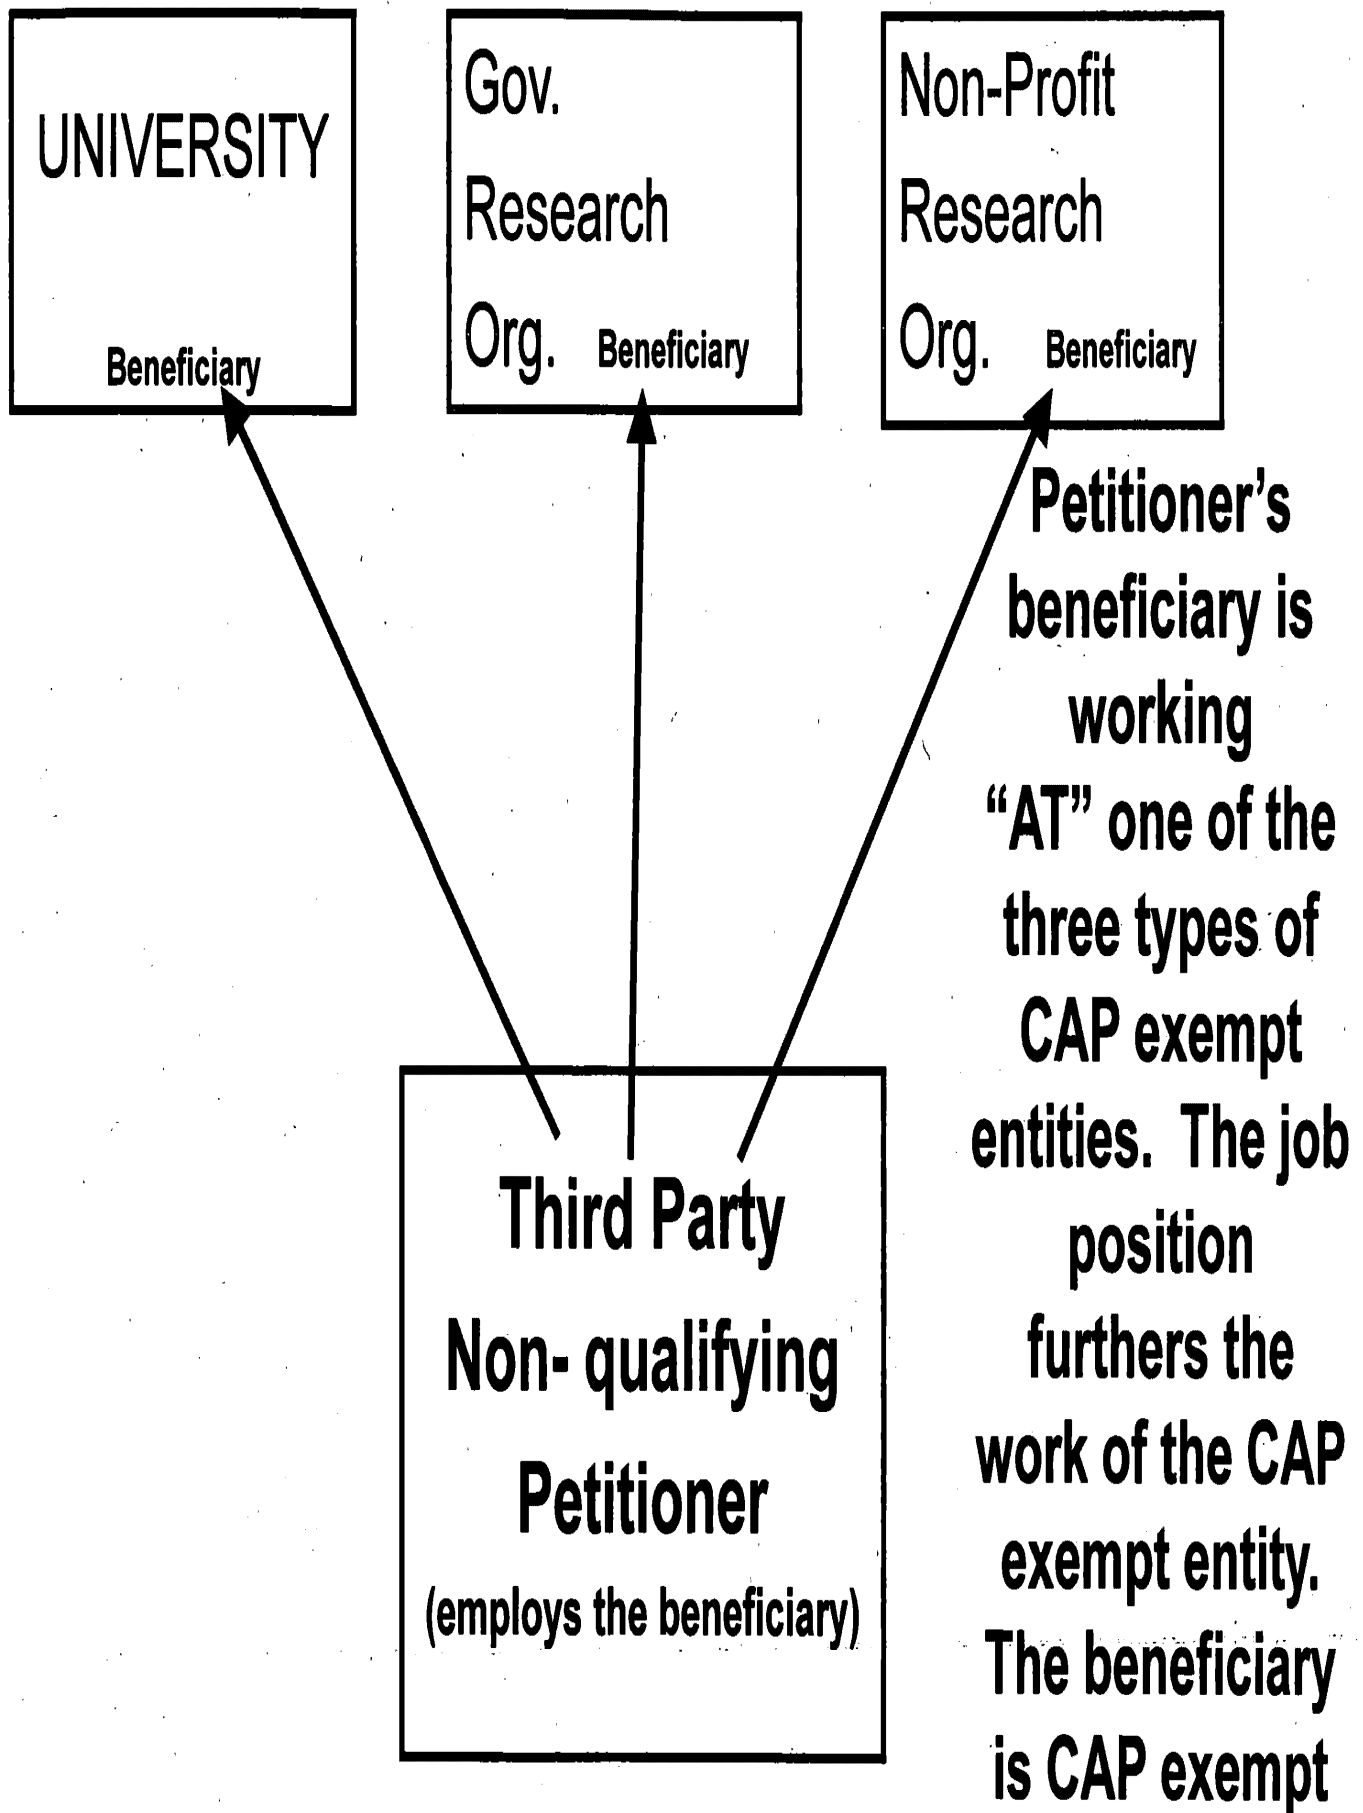 UNIVERSITY
Beneficiary
Gov.
Research
Org. Beneficiary
Non-Profit
Research
Org. Beneficiary
Petitioner’s
beneficiary is
working
“AT” one of the
three types of
CAP exempt
entities. The job
position
furthers the
work of the CAP
exempt entity.
The beneficiary
is CAP exempt
Third Party
Non- qualifying
Petitioner
(employs the beneficiary)